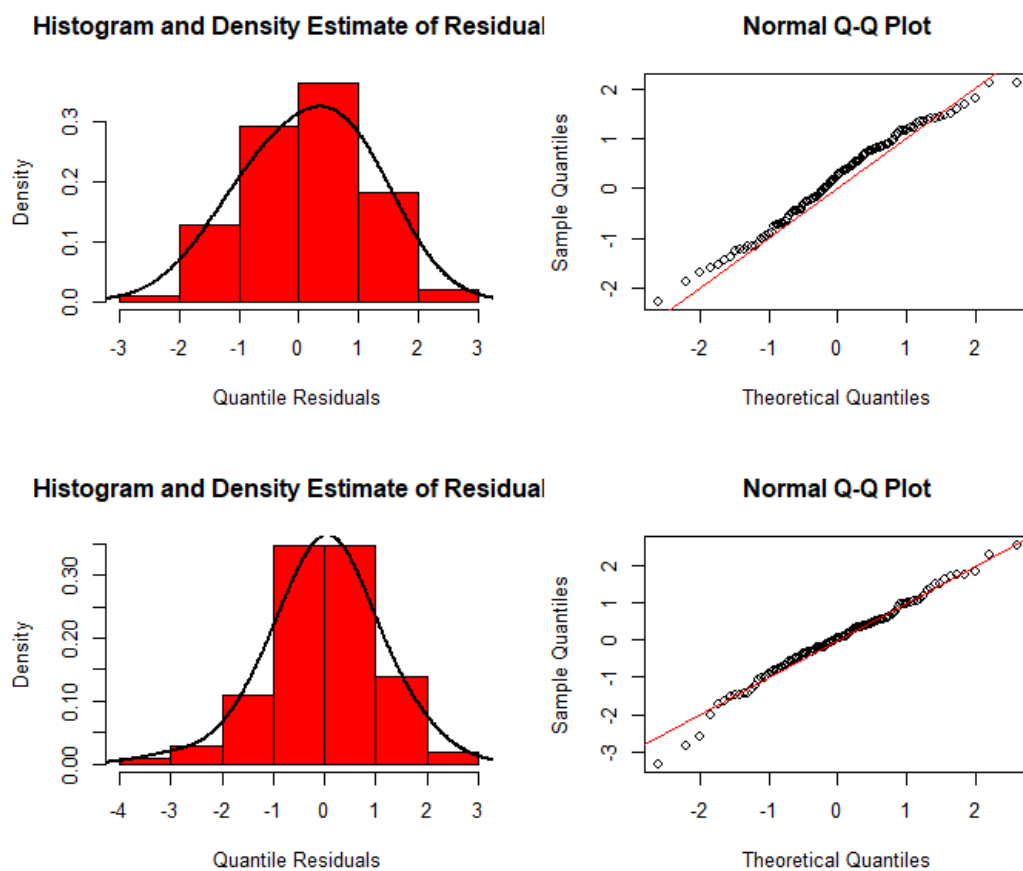 Histogram and Density Estimate of Residual
Density
0.0 0.1 0.2 0.3
-3 -2 -1 0 1 2 3
Quantile Residuals
Normal Q-Q Plot
Sample Quantiles
-2 -1 0 1 2
-2 -1 0 1 2
Theoretical Quantiles
Histogram and Density Estimate of Residual
Density
0.00 0.10 0.20 0.30
-4 -3 -2 -1 0 1 2 3
Quantile Residuals
Normal Q-Q Plot
Sample Quantiles
-3 -2 -1 0 1 2
-2 -1 0 1 2
Theoretical Quantiles